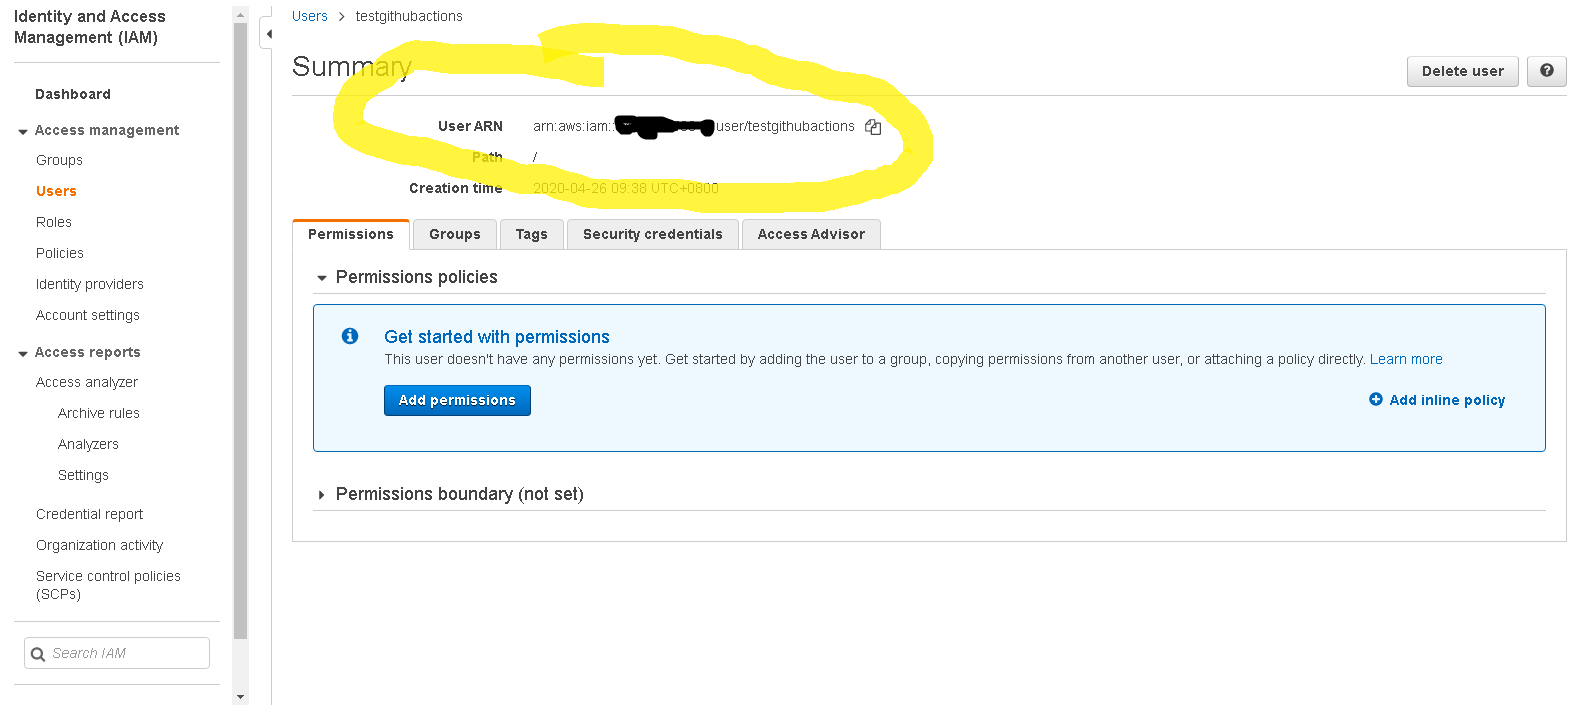 Identity and Access
Management (IAM)
Dashboard
Access management
Groups
Users
Roles
Policies
Identity providers
Account settings
Access reports
Access analyzer
Archive rules
Analyzers
Settings
Credential report
Organization activity
Service control policies
(SCPs)
Search IAM
Users > testgithubactions
Summary
Delete user
User ARN arn:aws:iam:: user/testgithubactions
Path /
Creation time 2020-04-26 09:38 UTC+0800
Permissions Groups Tags Security credentials Access Advisor
Permissions policies
Get started with permissions
This user doesn't have any permissions yet. Get started by adding the user to a group, copying permissions from another user, or attaching a policy directly. Learn more
Add permissions
Add inline policy
Permissions boundary (not set)